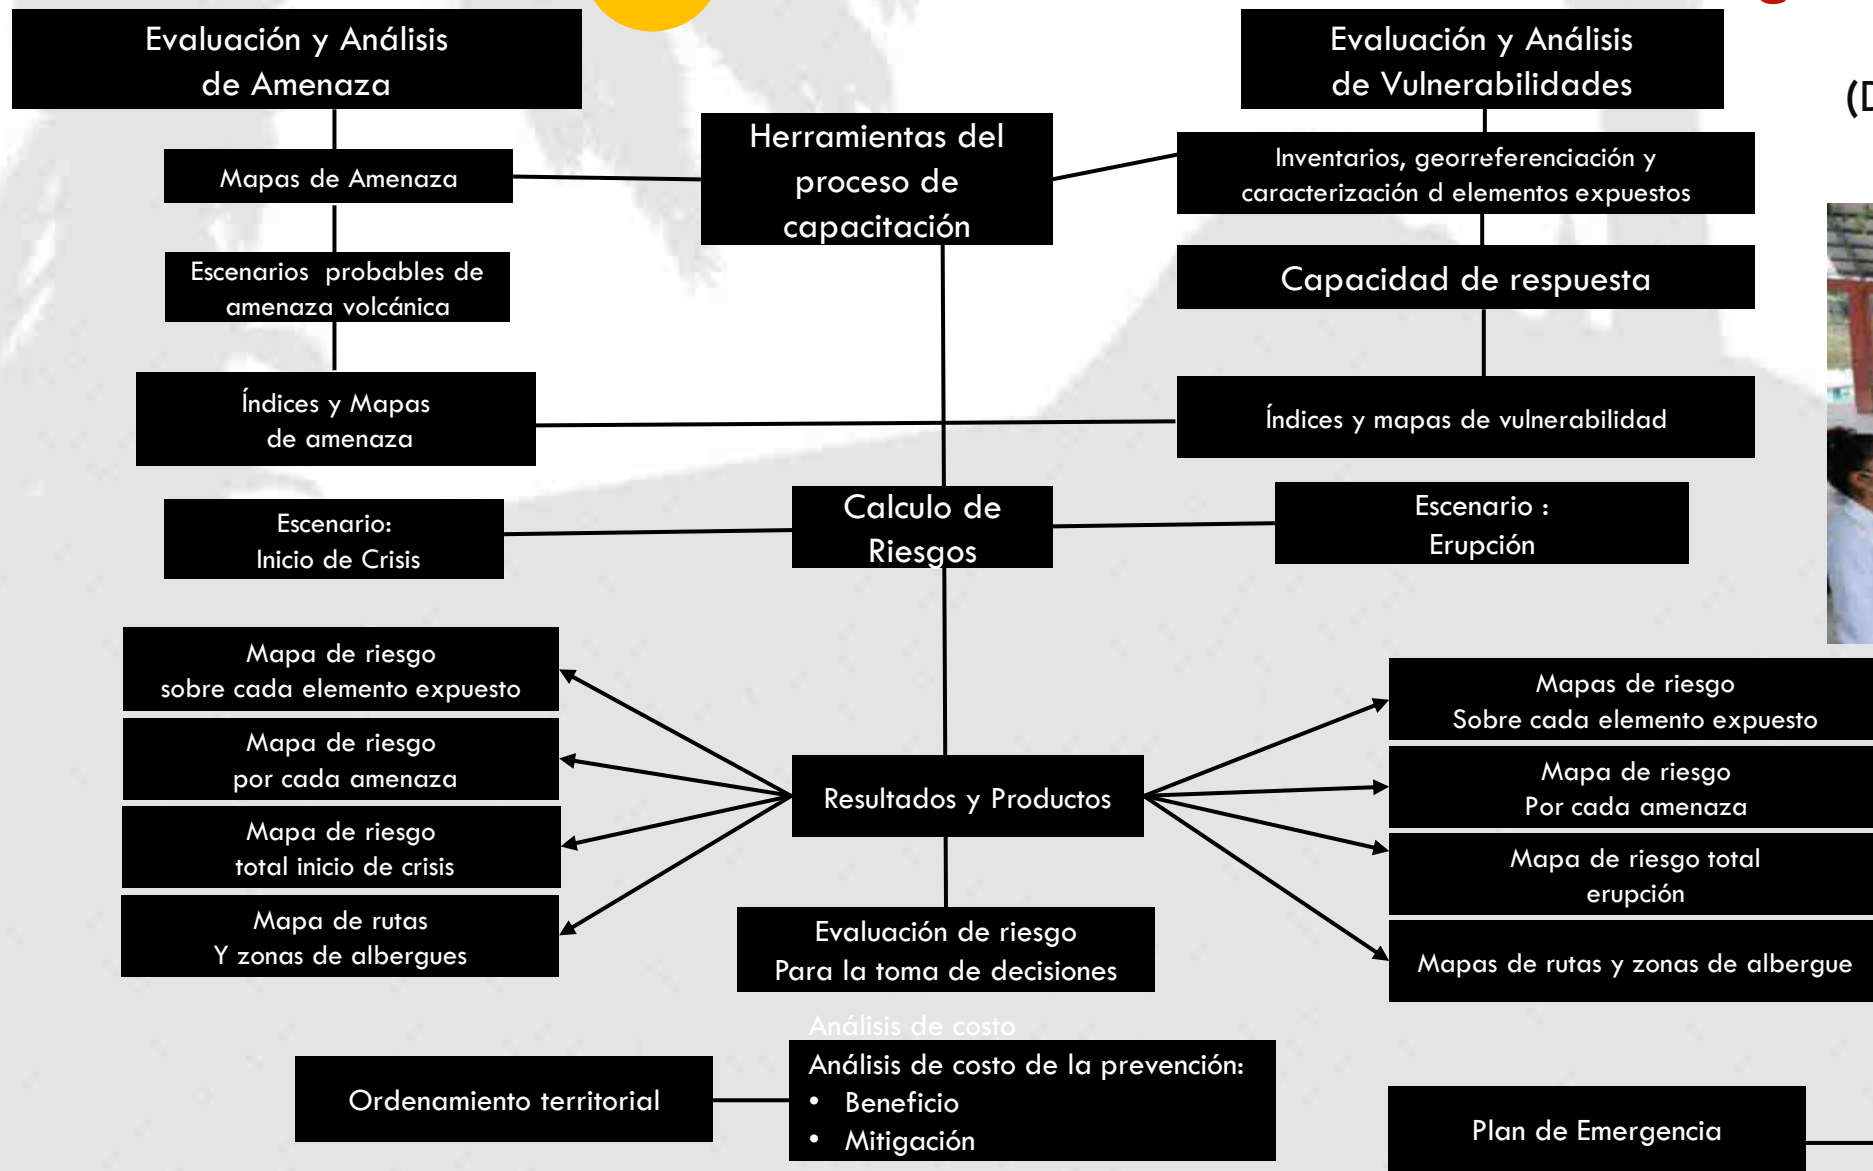 Evaluación y Análisis
de Amenaza
Evaluación y Análisis
de Vulnerabilidades
Herramientas del
proceso de
capacitación
Mapas de Amenaza
Inventarios, georreferenciación y
caracterización d elementos expuestos
Escenarios probables de
amenaza volcánica
Capacidad de respuesta
Índices y Mapas
de amenaza
Índices y mapas de vulnerabilidad
Escenario:
Inicio de Crisis
Calculo de
Riesgos
Escenario :
Erupción
Mapa de riesgo
sobre cada elemento expuesto
Mapa de riesgo
por cada amenaza
Mapa de riesgo
total inicio de crisis
Mapa de rutas
Y zonas de albergues
Resultados y Productos
Mapas de riesgo
Sobre cada elemento expuesto
Mapa de riesgo
Por cada amenaza
Mapa de riesgo total
erupción
Mapas de rutas y zonas de albergue
Evaluación de riesgo
Para la toma de decisiones
Análisis de costo
Análisis de costo de la prevención:
• Beneficio
• Mitigación
Ordenamiento territorial
Plan de Emergencia